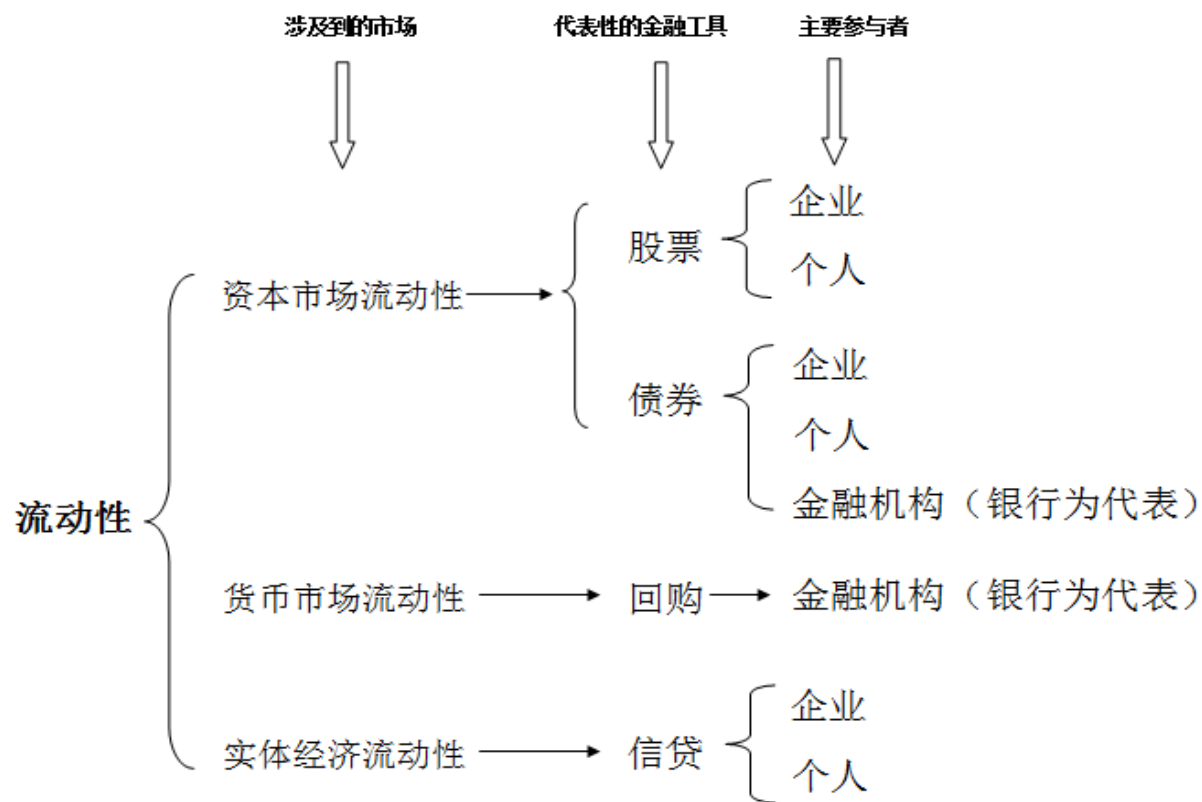 涉及到的市场 代表性的金融工具 主要参与者
企业
股票
个人
资本市场流动性
企业
债券
个人
金融机构（银行为代表）
流动性
货币市场流动性 回购 金融机构（银行为代表）
企业
实体经济流动性 信贷
个人